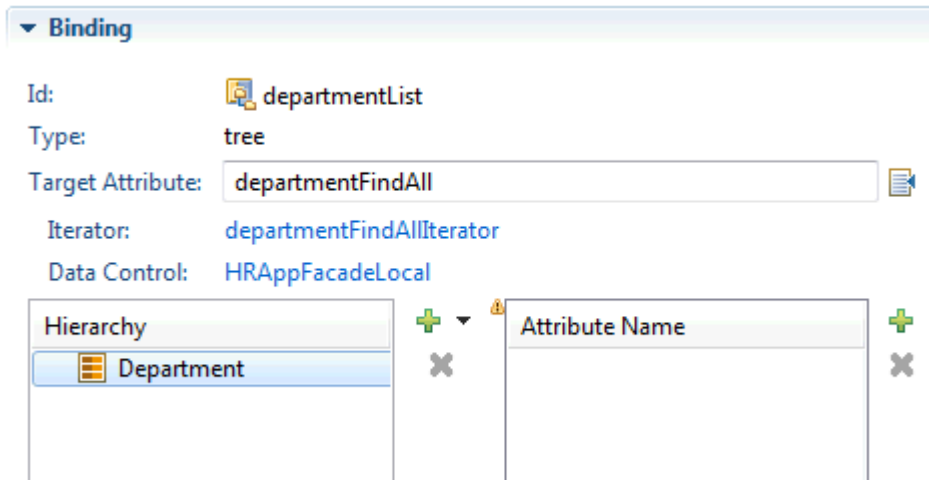 Binding
Id: departmentList
Type: tree
Target Attribute: departmentFindAll
Iterator: departmentFindAllIterator
Data Control: HRAppFacadeLocal
Hierarchy Attribute Name
Department